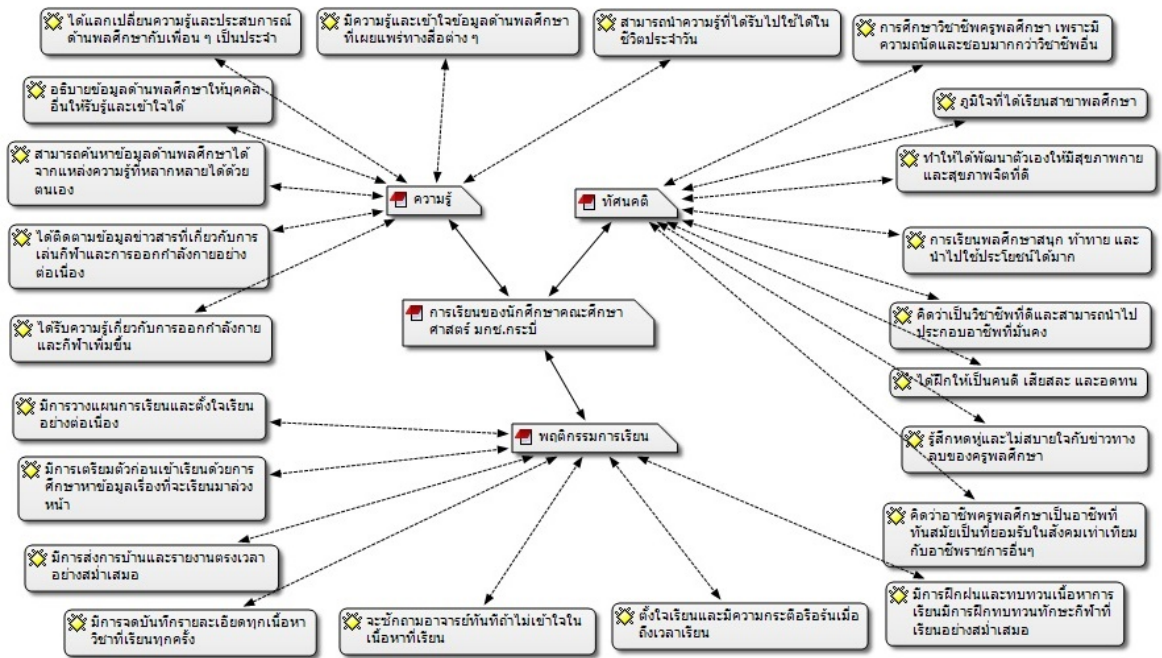 ได้แลกเปลี่ยนความรู้และประสบการณ์
ด้านพลศึกษากับเพื่อน ๆ เป็นประจำ
มีความรู้และเข้าใจข้อมูลด้านพลศึกษา
ที่เผยแพร่ทางสื่อต่าง ๆ
สามารถนำความรู้ที่ได้รับไปใช้ได้ใน
ชีวิตประจำวัน
การศึกษาวิชาชีพครูพลศึกษา เพราะมี
ความถนัดและชอบมากกว่าวิชาชีพอื่น
อธิบายข้อมูลด้านพลศึกษาให้บุคคล
อื่นให้รับรู้และเข้าใจได้
ภูมิใจที่ได้เรียนสาขาพลศึกษา
สามารถค้นหาข้อมูลด้านพลศึกษาได้
จากแหล่งความรู้ที่หลากหลายได้ด้วย
ตนเอง
ทำให้ได้พัฒนาตัวเองให้มีสุขภาพกาย
และสุขภาพจิตที่ดี
ความรู้
ทัศนคติ
ได้ติดตามข้อมูลข่าวสารที่เกี่ยวกับการ
เล่นกีฬาและการออกกำลังกายอย่าง
ต่อเนื่อง
การเรียนพลศึกษาสนุก ท้าทาย และ
นำไปใช้ประโยชน์ได้มาก
ได้รับความรู้เกี่ยวกับการออกกำลังกาย
และกีฬาเพิ่มขึ้น
การเรียนของนักศึกษาคณะศึกษา
ศาสตร์ มกช.กระบี่
คิดว่าเป็นวิชาชีพที่ดีและสามารถนำไป
ประกอบอาชีพที่มั่นคง
ได้ฝึกให้เป็นคนดี เสียสละ และอดทน
มีการวางแผนการเรียนและตั้งใจเรียน
อย่างต่อเนื่อง
พฤติกรรมการเรียน
รู้สึกหดหู่และไม่สบายใจกับข่าวทาง
ลบของครูพลศึกษา
มีการเตรียมตัวก่อนเข้าเรียนด้วยการ
ศึกษาหาข้อมูลเรื่องที่จะเรียนมาล่วง
หน้า
คิดว่าอาชีพครูพลศึกษาเป็นอาชีพที่
ทันสมัยเป็นที่ยอมรับในสังคมเท่าเทียม
กับอาชีพราชการอื่นๆ
มีการส่งการบ้านและรายงานตรงเวลา
อย่างสม่ำเสมอ
มีการจดบันทึกรายละเอียดทุกเนื้อหา
วิชาที่เรียนทุกครั้ง
จะซักถามอาจารย์ทันทีถ้าไม่เข้าใจใน
เนื้อหาที่เรียน
ตั้งใจเรียนและมีความกระตือรือร้นเมื่อ
ถึงเวลาเรียน
มีการฝึกฝนและทบทวนเนื้อหาการ
เรียนมีการฝึกทบทวนทักษะกีฬาที่
เรียนอย่างสม่ำเสมอ